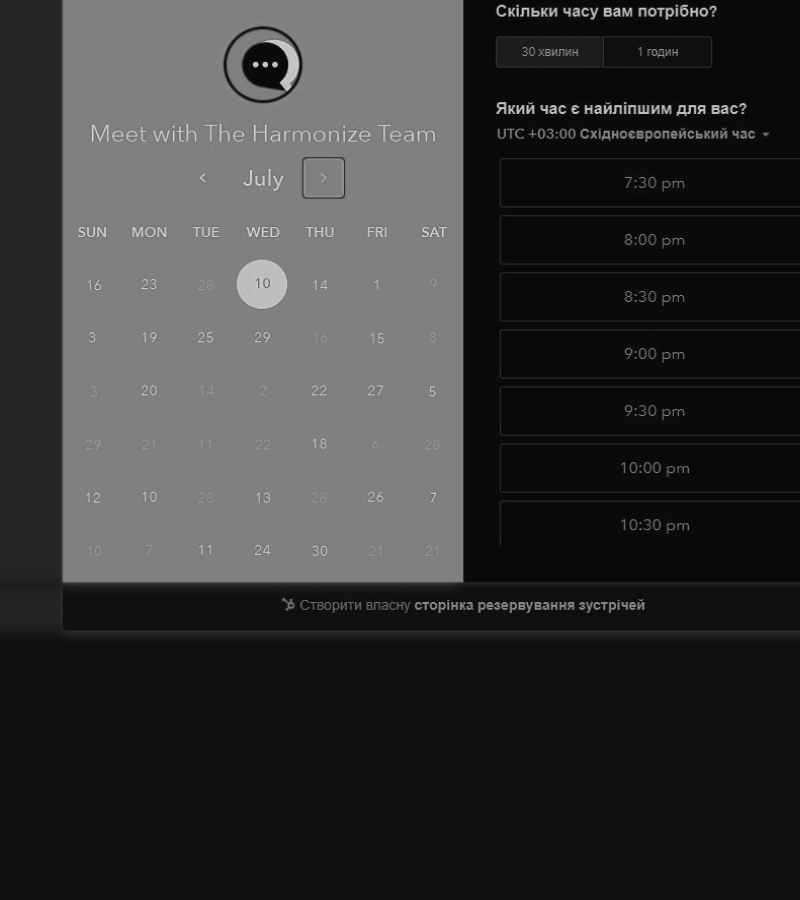 Meet with The Harmonize Team
July
SUN MON TUE WED THU FRI SAT
16 23 28 10 14 1 9
3 19 25 29 16 15 8
3 20 14 2 22 27 5
29 21 11 22 18 6 28
12 10 28 13 28 26 7
10 7 11 24 30 21 21
Скільки часу вам потрібно?
30 хвилин 1 годин
Який час є найліпшим для вас?
UTC +03:00 Східноєвропейський час
7:30 pm
8:00 pm
8:30 pm
9:00 pm
9:30 pm
10:00 pm
10:30 pm
Створити власну сторінка резервування зустрічей